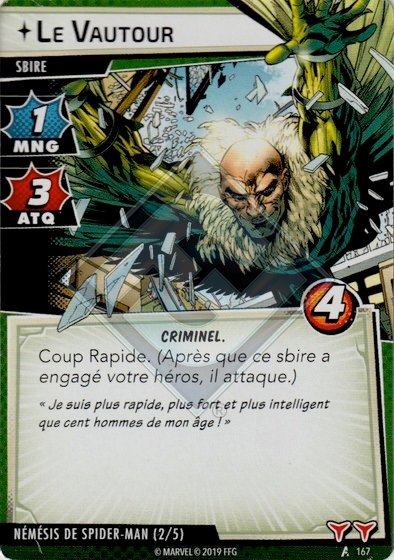 LE VAUTOUR
SBIRE
1
MNG
3
ATQ
4
CRIMINEL.
Coup Rapide. (Après que ce sbire a
engagé votre héros, il attaque.)
« Je suis plus rapide, plus fort et plus intelligent
que cent hommes de mon âge ! »
NÉMÉSIS DE SPIDER-MAN (2/5)
© MARVEL © 2019 FFG
A 167